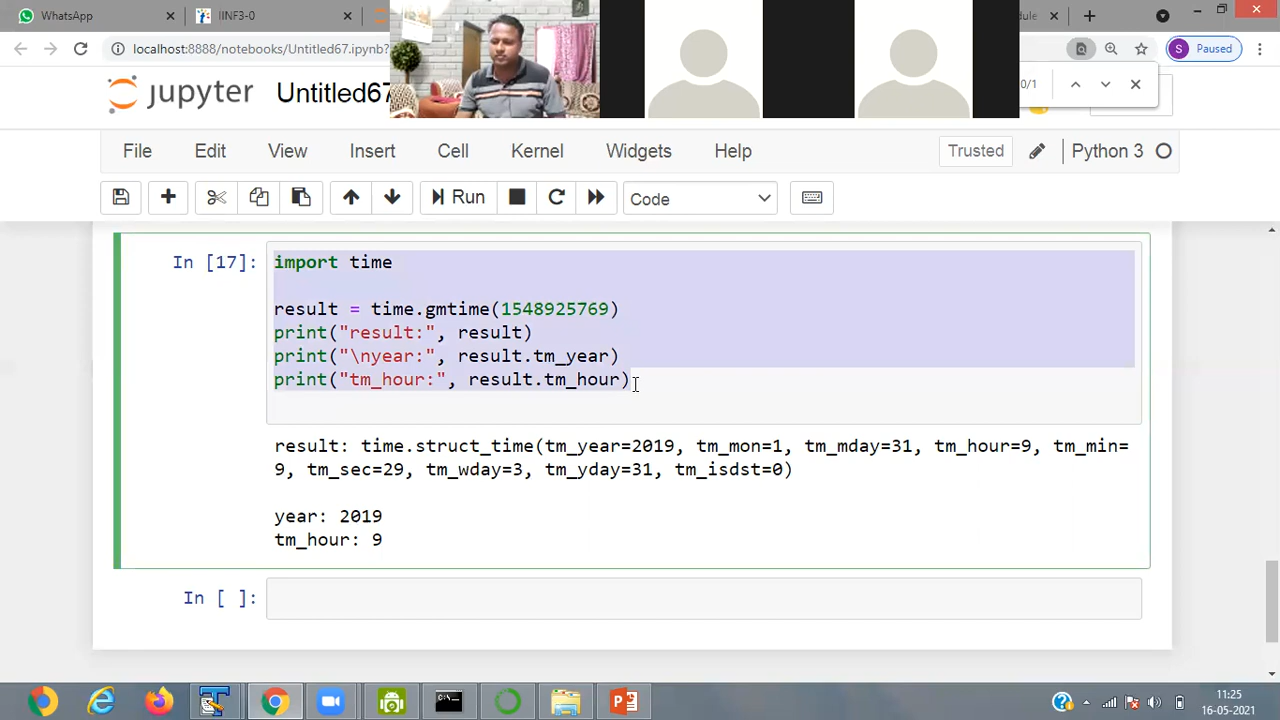 WhatsApp × IINF3-0 × dule ×
localhost:8888/notebooks/Untitled67.ipynb? Paused
0/1
jupyter Untitled67
File Edit View Insert Cell Kernel Widgets Help Trusted Python 3
Run Code
In [17]: import time
result = time.gmtime(1548925769)
print("result:", result)
print("\nyear:", result.tm_year)
print("tm_hour:", result.tm_hour)
result: time.struct_time(tm_year=2019, tm_mon=1, tm_mday=31, tm_hour=9, tm_min=
9, tm_sec=29, tm_wday=3, tm_yday=31, tm_isdst=0)
year: 2019
tm_hour: 9
In [ ]:
11:25
16-05-2021